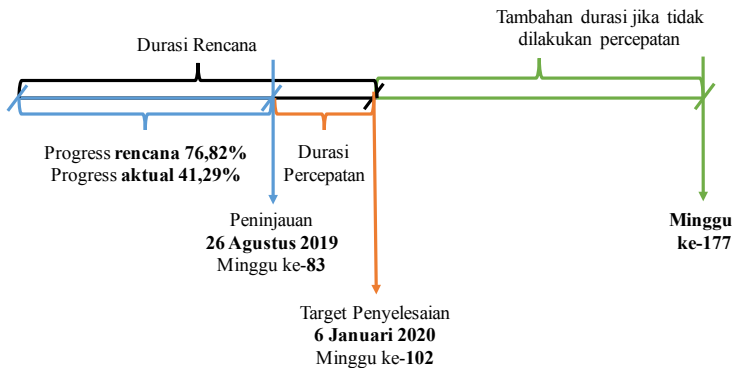 Tambahan durasi jika tidak
dilakukan percepatan
Durasi Rencana
Progress rencana 76,82%
Progress aktual 41,29%
Durasi
Percepatan
Peninjauan
26 Agustus 2019
Minggu ke-83
Minggu
ke-177
Target Penyelesaian
6 Januari 2020
Minggu ke-102